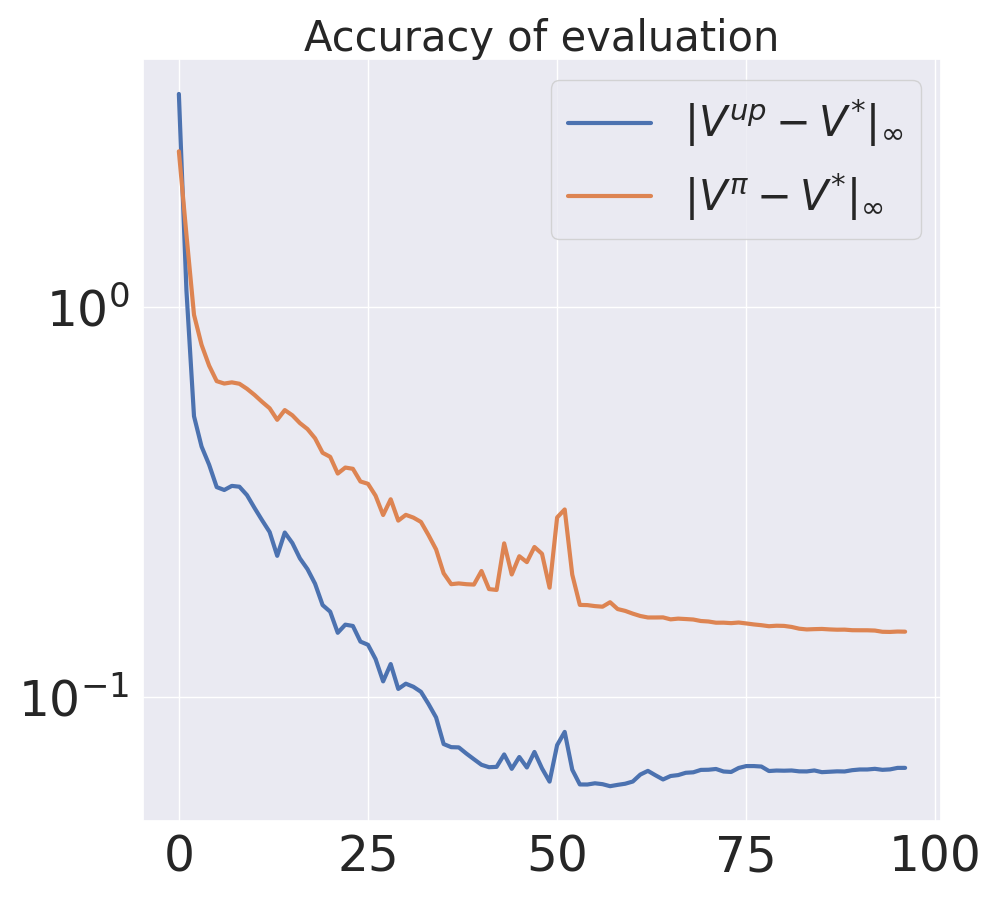 Accuracy of evaluation
|V^{up} − V^*|_∞
|V^π − V^*|_∞
10^0
10^{−1}
0 25 50 75 100